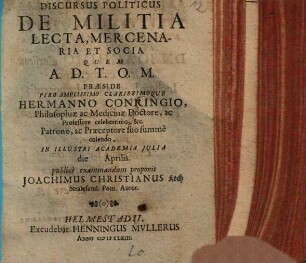 DISCURSUS POLITICUS
DE MILITIA
LECTA, MERCENA-
RIA ET SOCIA
QUEM
A. D. T. O. M.
PRÆSIDE
VIRO AMPLISSIMO CLARISSIMOQUE
HERMANNO CONRINGIO,
Philosophiæ ac Medicinæ Doctore, ac
Professore celeberrimo, &c.
Patrono, ac Præceptore suo summè
colendo,
IN ILLUSTRI ACADEMIA JULIA
die Aprilis.
publicè examinandum proponit
JOACHIMUS CHRISTIANUS
Stralesund. Pom. Autor.
HELMESTADII,
Excudebat HENNINGUS MVLLERUS